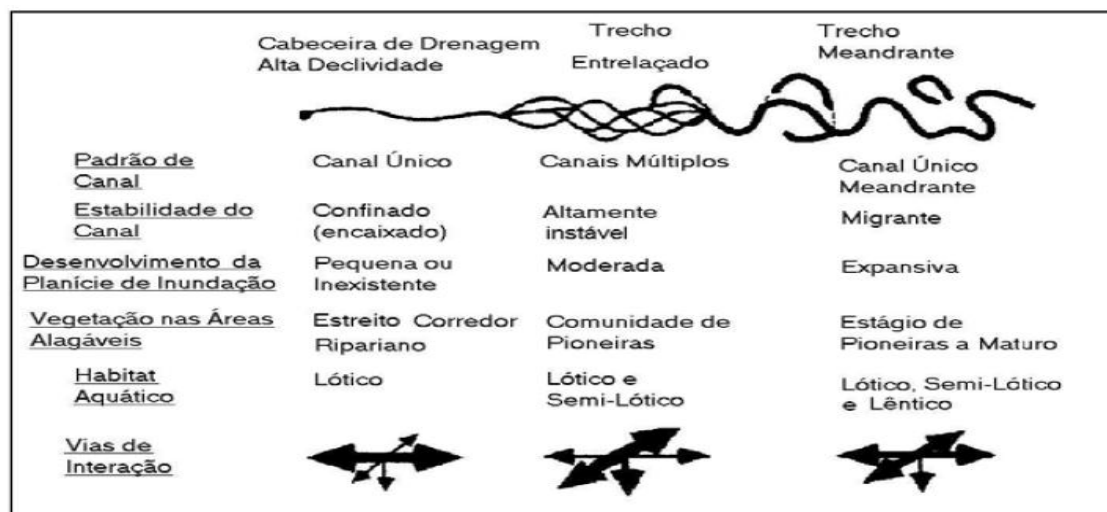 Cabeceira de Drenagem
Alta Declividade
Trecho
Entrelaçado
Trecho
Meandrante
Padrão de
Canal
Canal Único
Canais Múltiplos
Canal Único
Meandrante
Estabilidade do
Canal
Confinado
(encaixado)
Altamente
instável
Migrante
Desenvolvimento da
Planície de Inundação
Pequena ou
Inexistente
Moderada
Expansiva
Vegetação nas Áreas
Alagáveis
Estreito Corredor
Ripariano
Comunidade de
Pioneiras
Estágio de
Pioneiras a Maturo
Habitat
Aquático
Lótico
Lótico e
Semi-Lótico
Lótico, Semi-Lótico
e Lêntico
Vias de
Interação